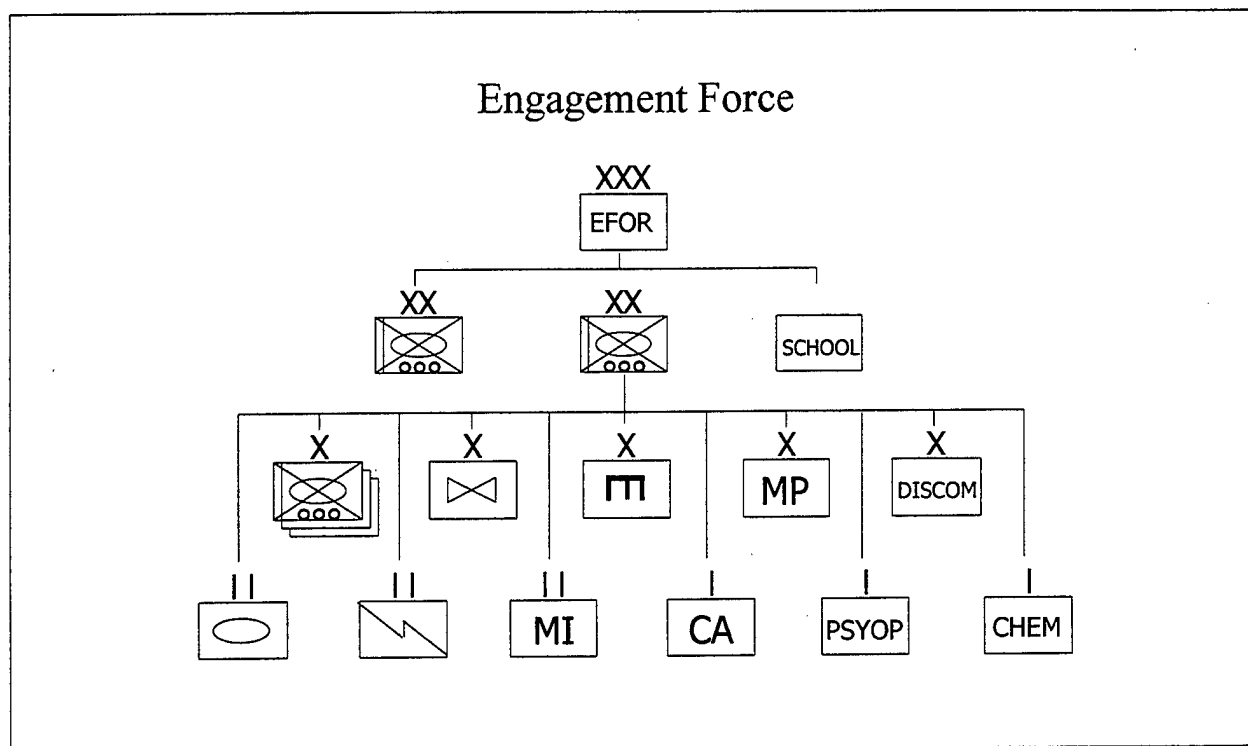 Engagement Force
XXX
EFOR
XX XX
SCHOOL
X X X X X
MP DISCOM
II II II I I I
MI CA PSYOP CHEM